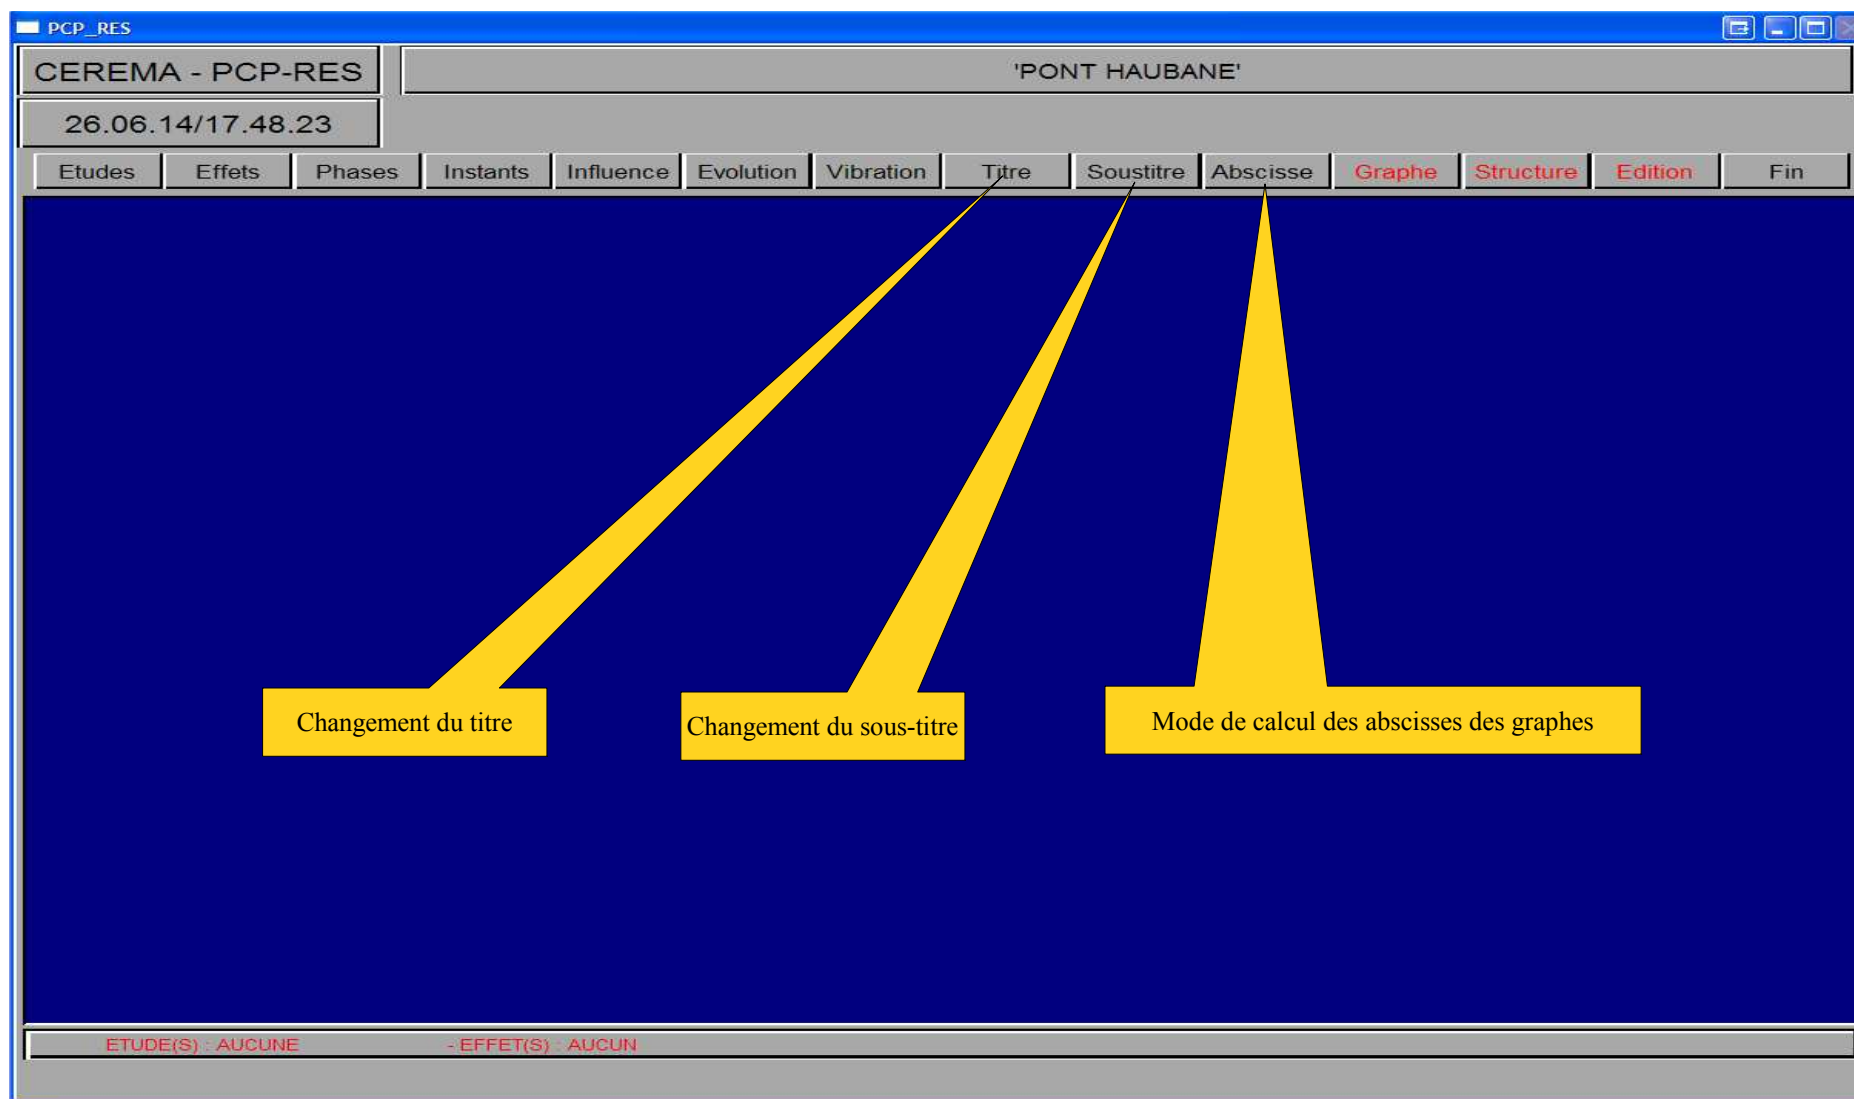 PCP_RES
CEREMA - PCP-RES
'PONT HAUBANE'
26.06.14/17.48.23
Etudes Effets Phases Instants Influence Evolution Vibration Titre Soustitre Abscisse Graphe Structure Edition Fin
Changement du titre
Changement du sous-titre
Mode de calcul des abscisses des graphes
ETUDE(S) : AUCUNE - EFFET(S) : AUCUN